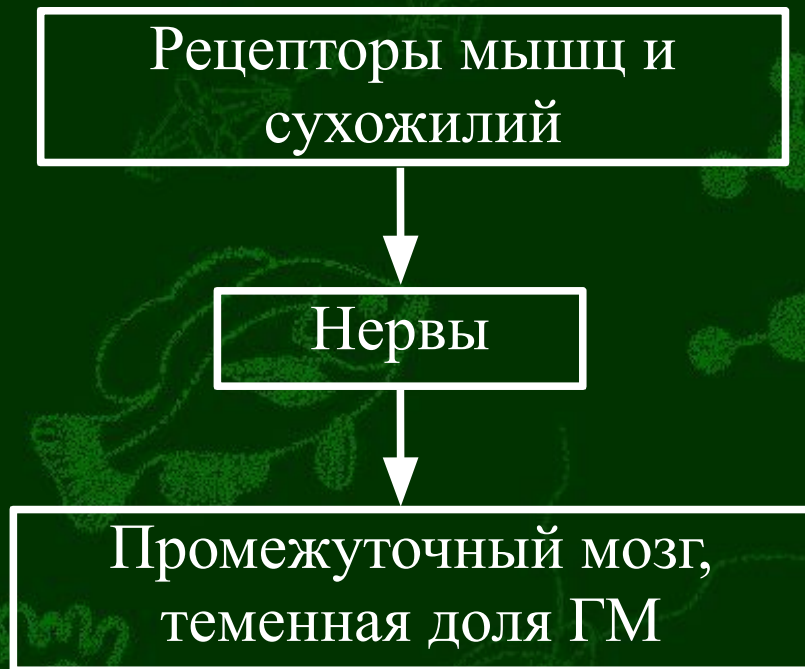 Рецепторы мышц и
сухожилий
Нервы
Промежуточный мозг,
теменная доля ГМ